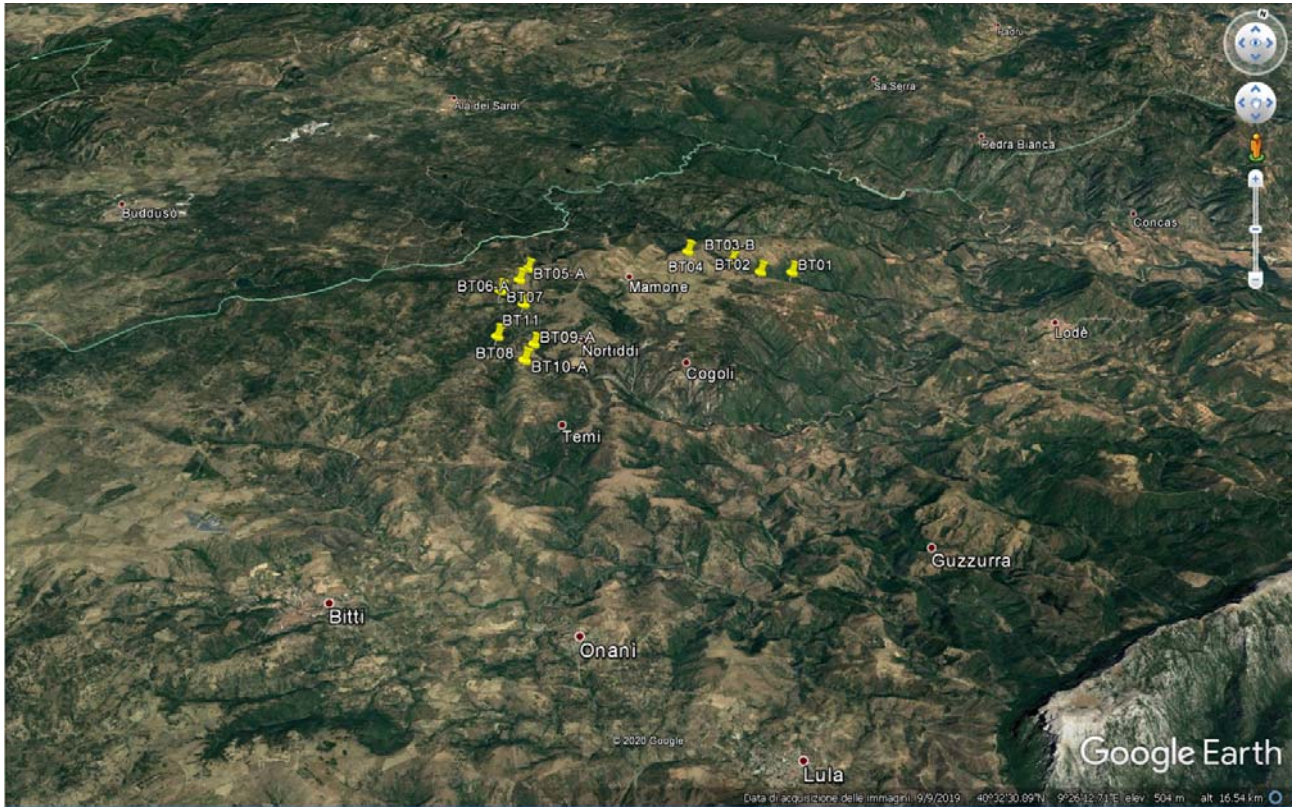 N
Padru
Sa Serra
Ala dei Sardi
Pedra Bianca
Buddusò
Concas
BT03-B
BT04
BT02
BT01
BT05-A
Mamone
BT06-A
BT07
BT11
Lodè
BT09-A
BT08
Nortiddi
BT10-A
Cogoli
Temi
Guzzurra
Bitti
Onani
© 2020 Google
Google Earth
Lula
Data di acquisizione delle immagini: 9/9/2019 40°32'30.89"N 9°26'12.71"E elev 504 m alt 16.54 km